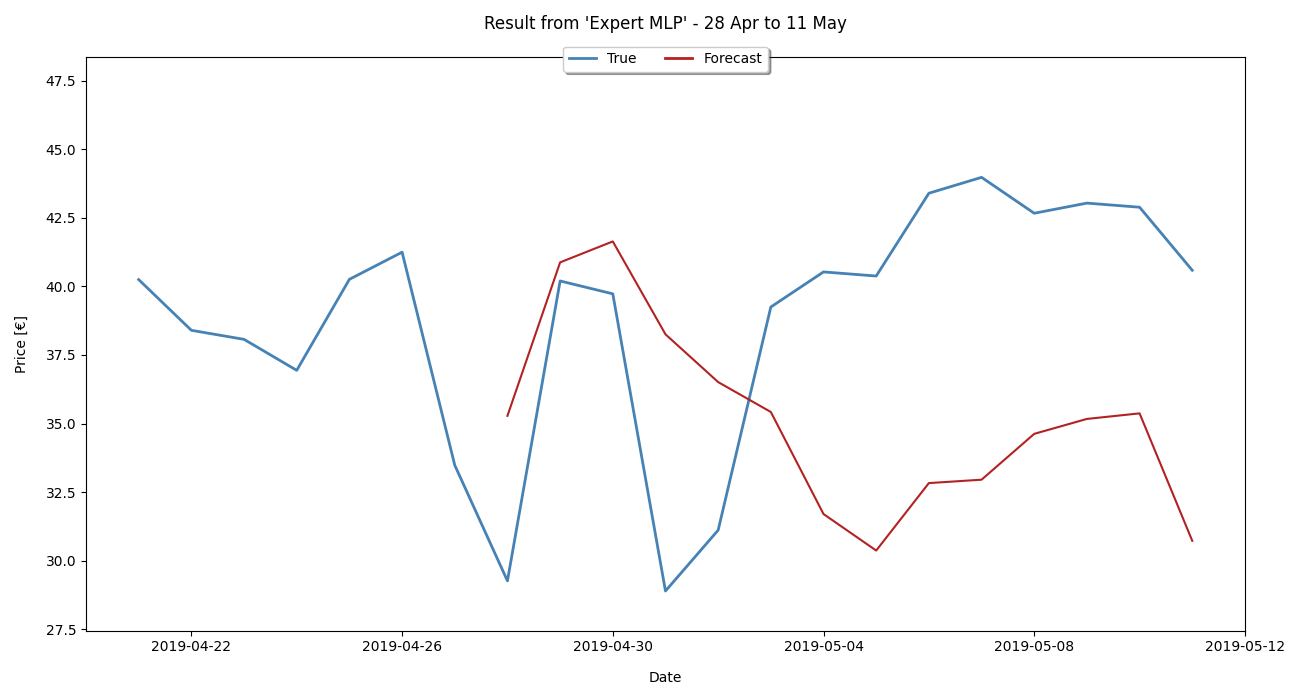 Result from 'Expert MLP' - 28 Apr to 11 May
True Forecast
47.5
45.0
42.5
40.0
37.5
35.0
32.5
30.0
27.5
Price [€]
2019-04-22 2019-04-26 2019-04-30 2019-05-04 2019-05-08 2019-05-12
Date